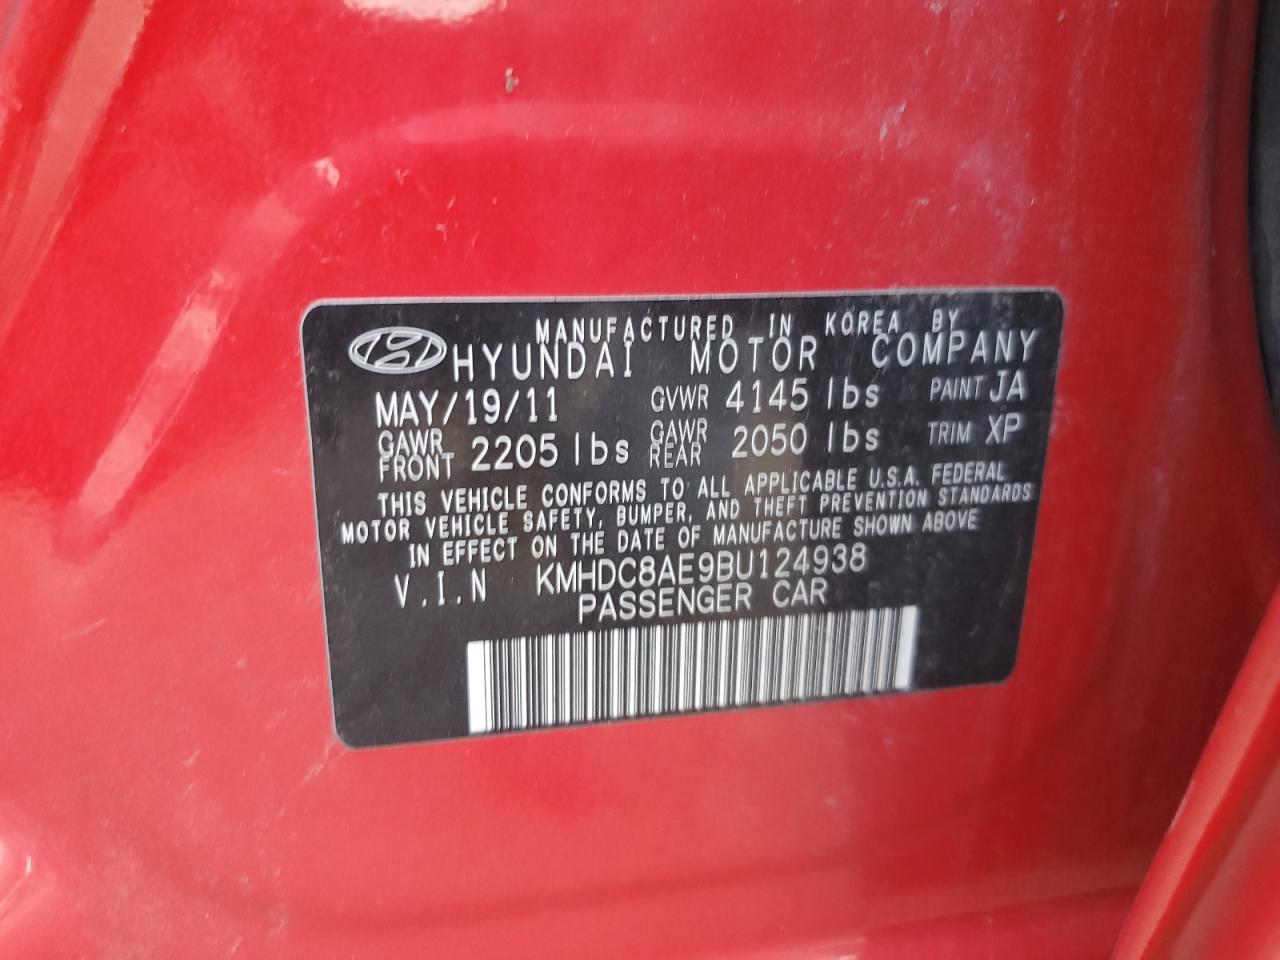 MANUFACTURED IN KOREA BY
HYUNDAI MOTOR COMPANY
MAY/19/11 GVWR 4145 lbs PAINT JA
GAWR FRONT 2205 lbs GAWR REAR 2050 lbs TRIM XP
THIS VEHICLE CONFORMS TO ALL APPLICABLE U.S.A. FEDERAL
MOTOR VEHICLE SAFETY, BUMPER, AND THEFT PREVENTION STANDARDS
IN EFFECT ON THE DATE OF MANUFACTURE SHOWN ABOVE
V.I.N KMHDC8AE9BU124938
PASSENGER CAR